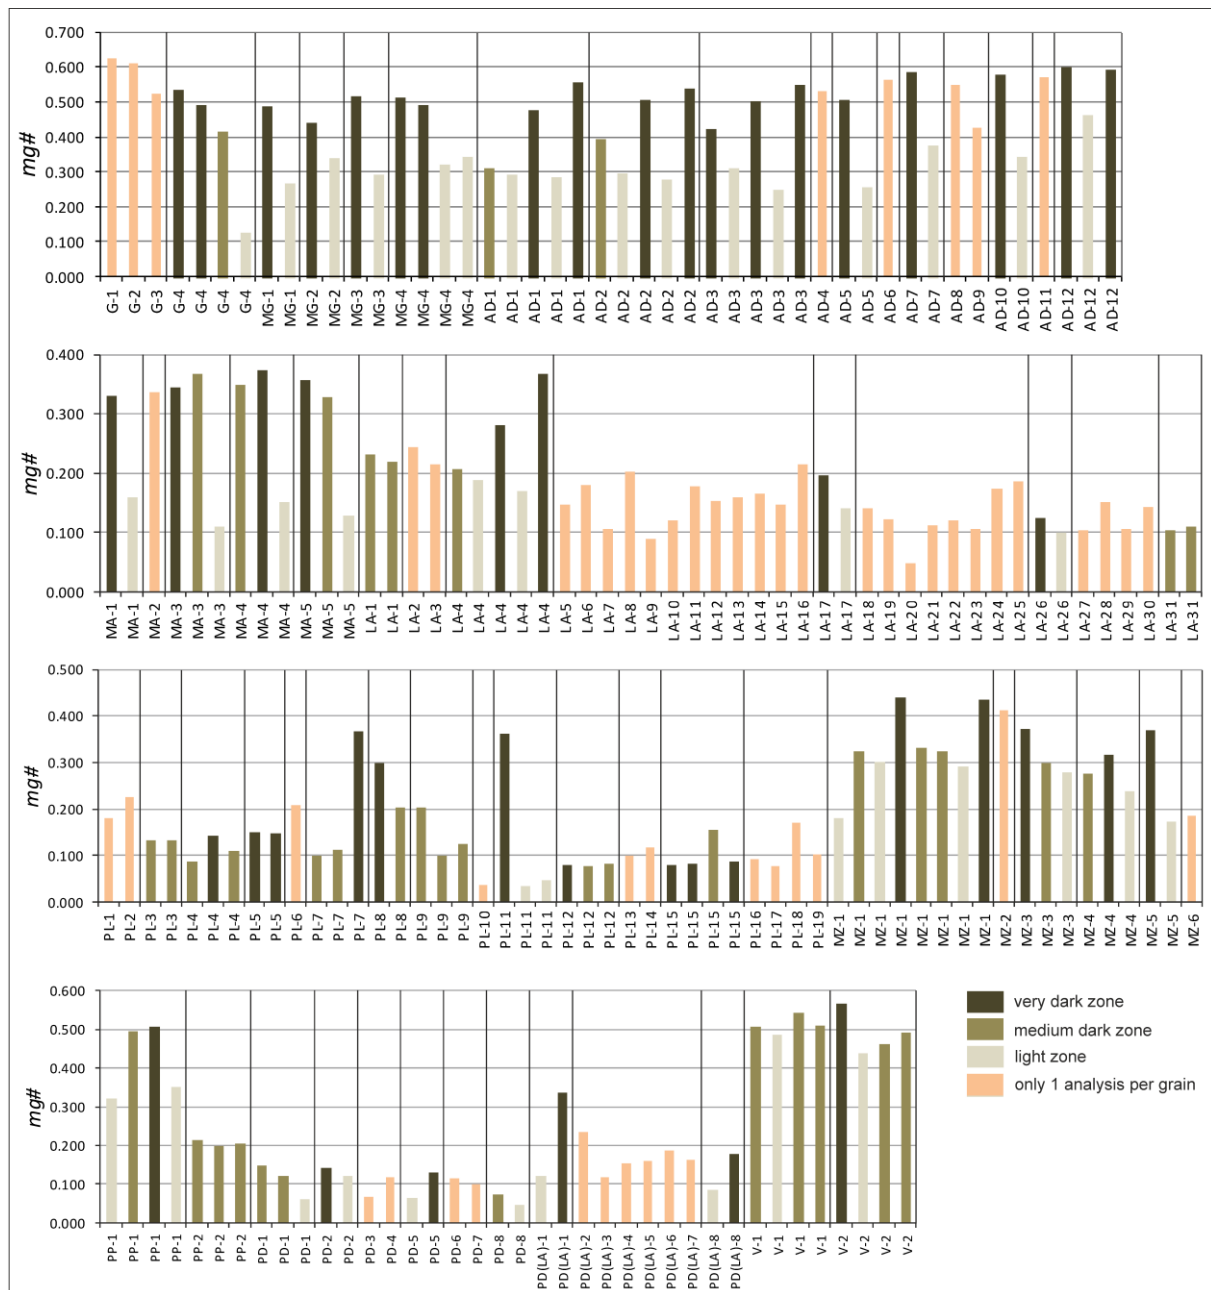 0.700
0.600
0.500
0.400
0.300
0.200
0.100
0.000
mg#
G-1 G-2 G-3 G-4 G-4 G-4 G-4 MG-1 MG-1 MG-2 MG-2 MG-3 MG-3 MG-4 MG-4 MG-4 MG-4 AD-1 AD-1 AD-1 AD-1 AD-1 AD-2 AD-2 AD-2 AD-2 AD-2 AD-3 AD-3 AD-3 AD-3 AD-3 AD-4 AD-5 AD-5 AD-6 AD-7 AD-7 AD-8 AD-9 AD-10 AD-10 AD-11 AD-12 AD-12 AD-12
0.400
0.300
0.200
0.100
0.000
mg#
MA-1 MA-1 MA-2 MA-3 MA-3 MA-3 MA-4 MA-4 MA-4 MA-5 MA-5 MA-5 LA-1 LA-1 LA-2 LA-3 LA-4 LA-4 LA-4 LA-4 LA-4 LA-5 LA-6 LA-7 LA-8 LA-9 LA-10 LA-11 LA-12 LA-13 LA-14 LA-15 LA-16 LA-17 LA-17 LA-18 LA-19 LA-20 LA-21 LA-22 LA-23 LA-24 LA-25 LA-26 LA-26 LA-27 LA-28 LA-29 LA-30 LA-31 LA-31
0.500
0.400
0.300
0.200
0.100
0.000
mg#
PL-1 PL-2 PL-3 PL-3 PL-4 PL-4 PL-4 PL-5 PL-5 PL-6 PL-7 PL-7 PL-7 PL-8 PL-8 PL-9 PL-9 PL-9 PL-10 PL-11 PL-11 PL-11 PL-12 PL-12 PL-12 PL-13 PL-14 PL-15 PL-15 PL-15 PL-15 PL-16 PL-17 PL-18 PL-19 MZ-1 MZ-1 MZ-1 MZ-1 MZ-1 MZ-1 MZ-1 MZ-1 MZ-2 MZ-3 MZ-3 MZ-3 MZ-4 MZ-4 MZ-4 MZ-5 MZ-5 MZ-6
0.600
0.500
0.400
0.300
0.200
0.100
0.000
mg#
PP-1 PP-1 PP-1 PP-1 PP-2 PP-2 PP-2 PD-1 PD-1 PD-1 PD-2 PD-2 PD-3 PD-4 PD-5 PD-5 PD-6 PD-7 PD-8 PD-8 PD(LA)-1 PD(LA)-1 PD(LA)-2 PD(LA)-3 PD(LA)-4 PD(LA)-5 PD(LA)-6 PD(LA)-7 PD(LA)-8 PD(LA)-8 V-1 V-1 V-1 V-1 V-2 V-2 V-2 V-2
very dark zone
medium dark zone
light zone
only 1 analysis per grain